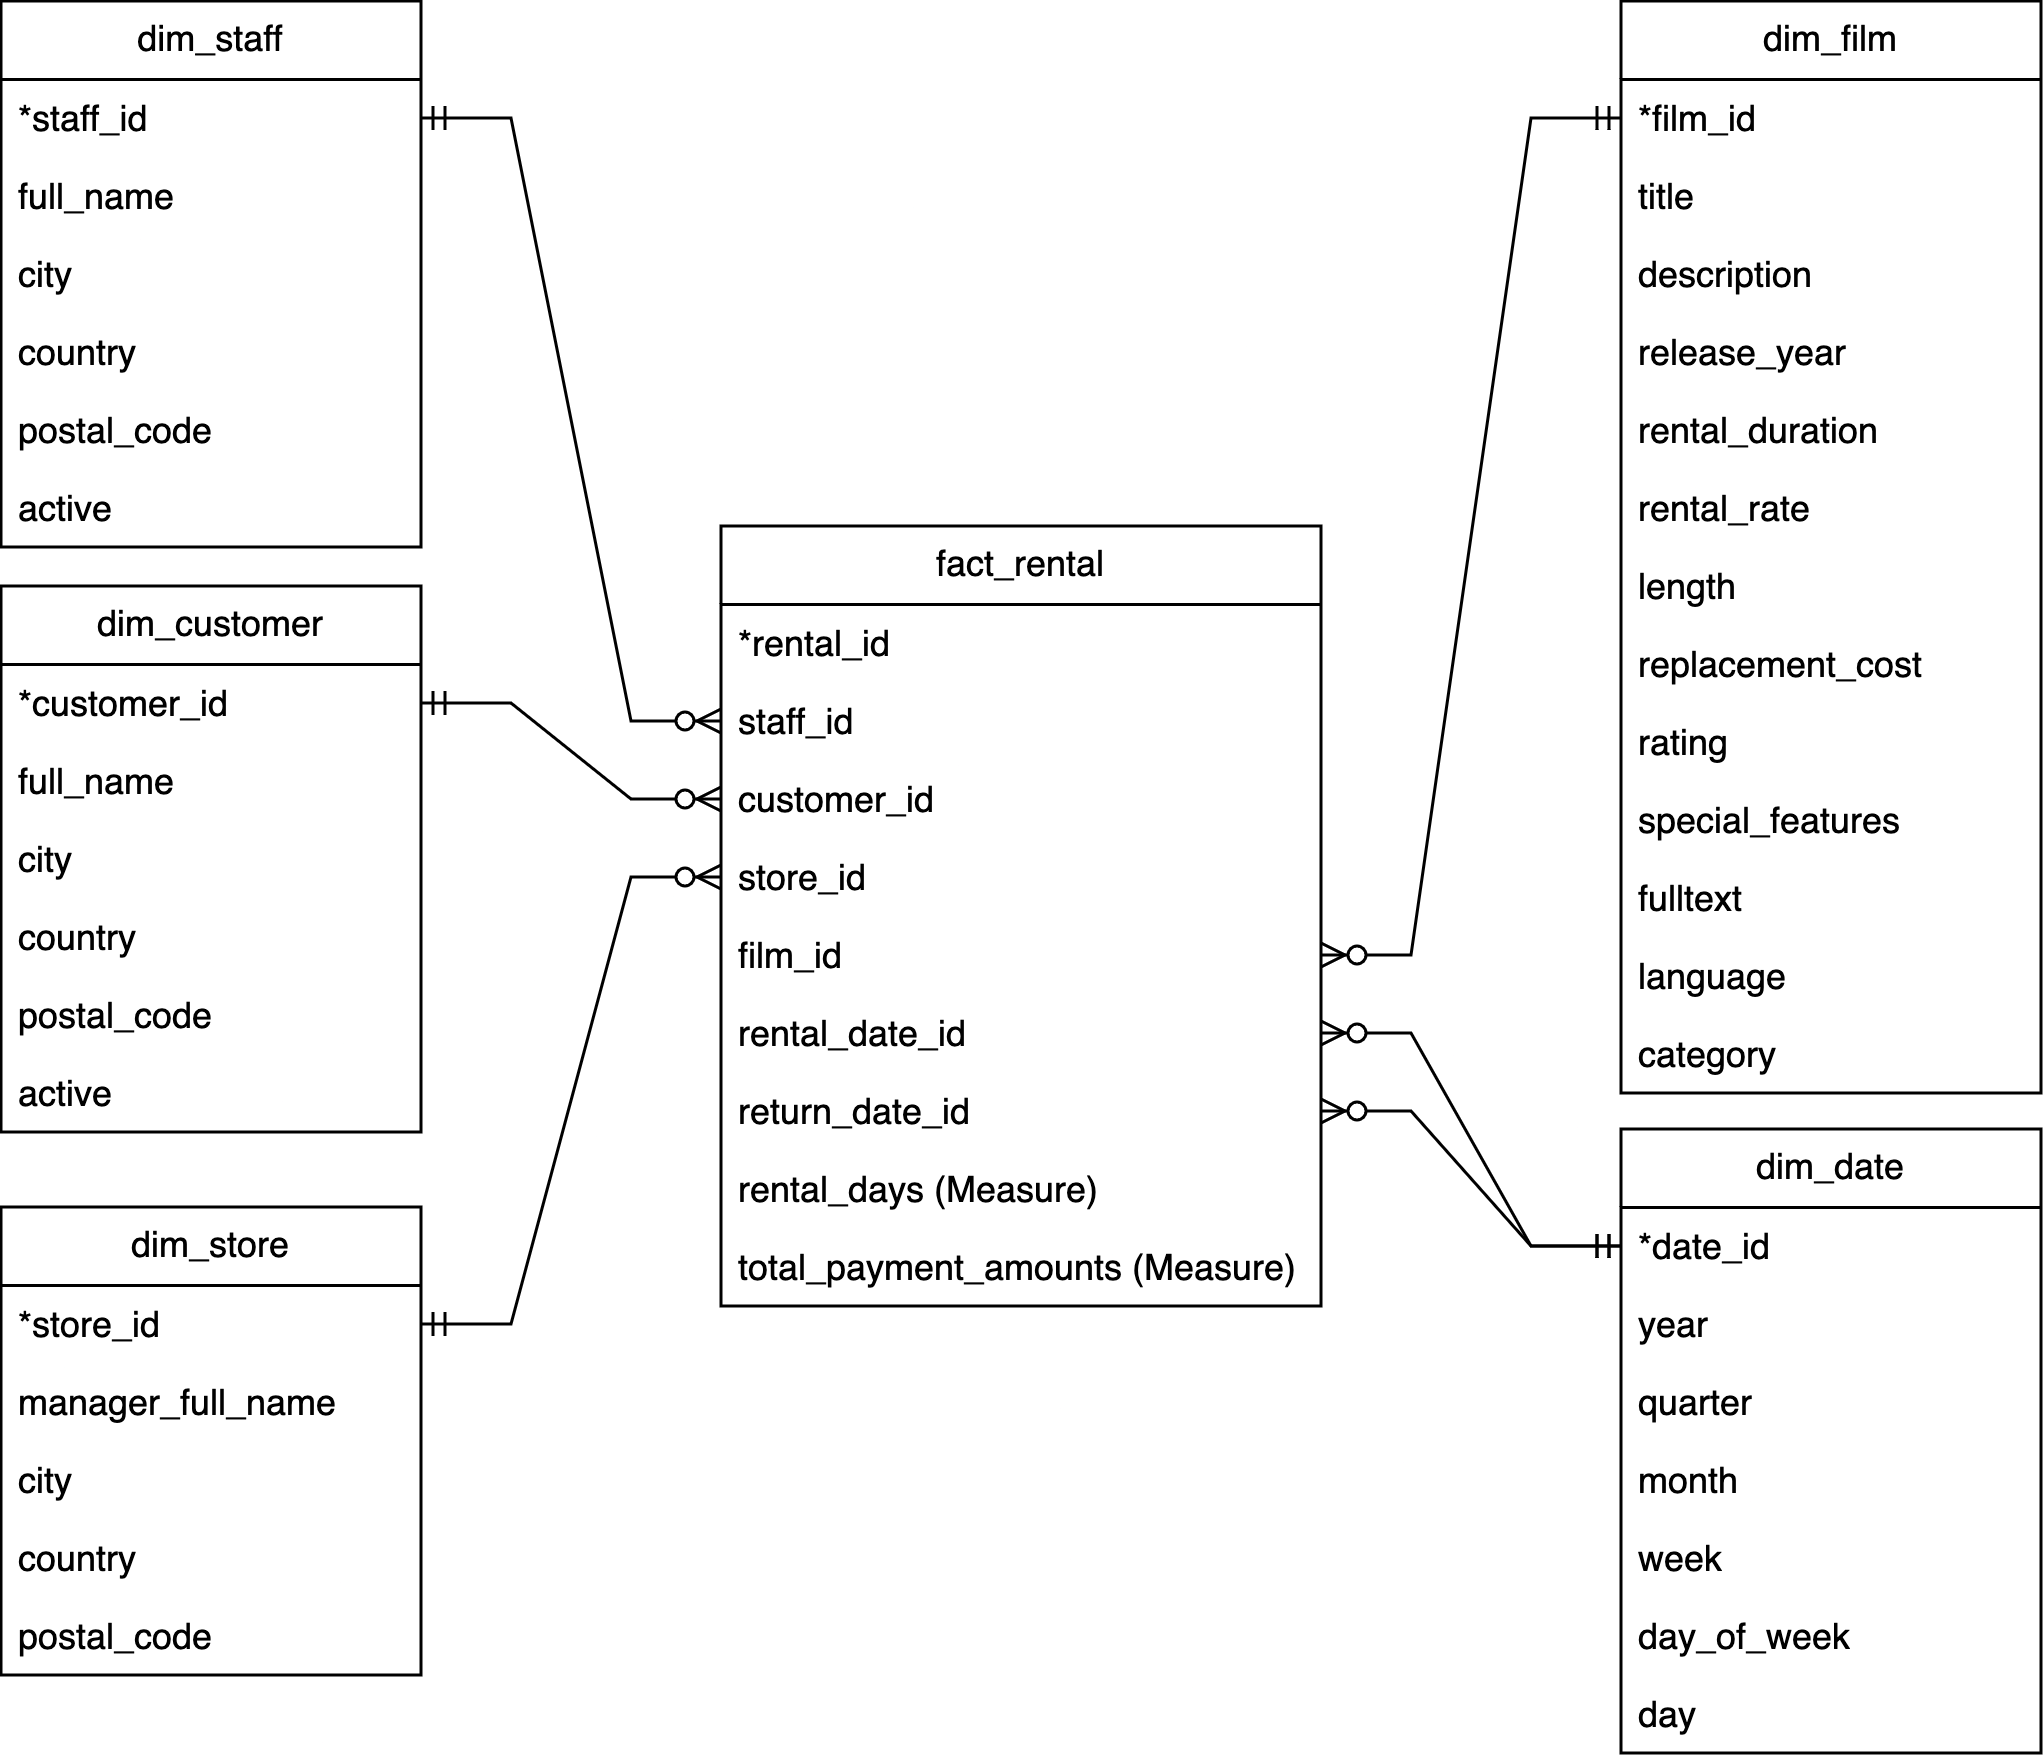 dim_staff
*staff_id
full_name
city
country
postal_code
active
dim_customer
*customer_id
full_name
city
country
postal_code
active
dim_store
*store_id
manager_full_name
city
country
postal_code
fact_rental
*rental_id
staff_id
customer_id
store_id
film_id
rental_date_id
return_date_id
rental_days (Measure)
total_payment_amounts (Measure)
dim_film
*film_id
title
description
release_year
rental_duration
rental_rate
length
replacement_cost
rating
special_features
fulltext
language
category
dim_date
*date_id
year
quarter
month
week
day_of_week
day